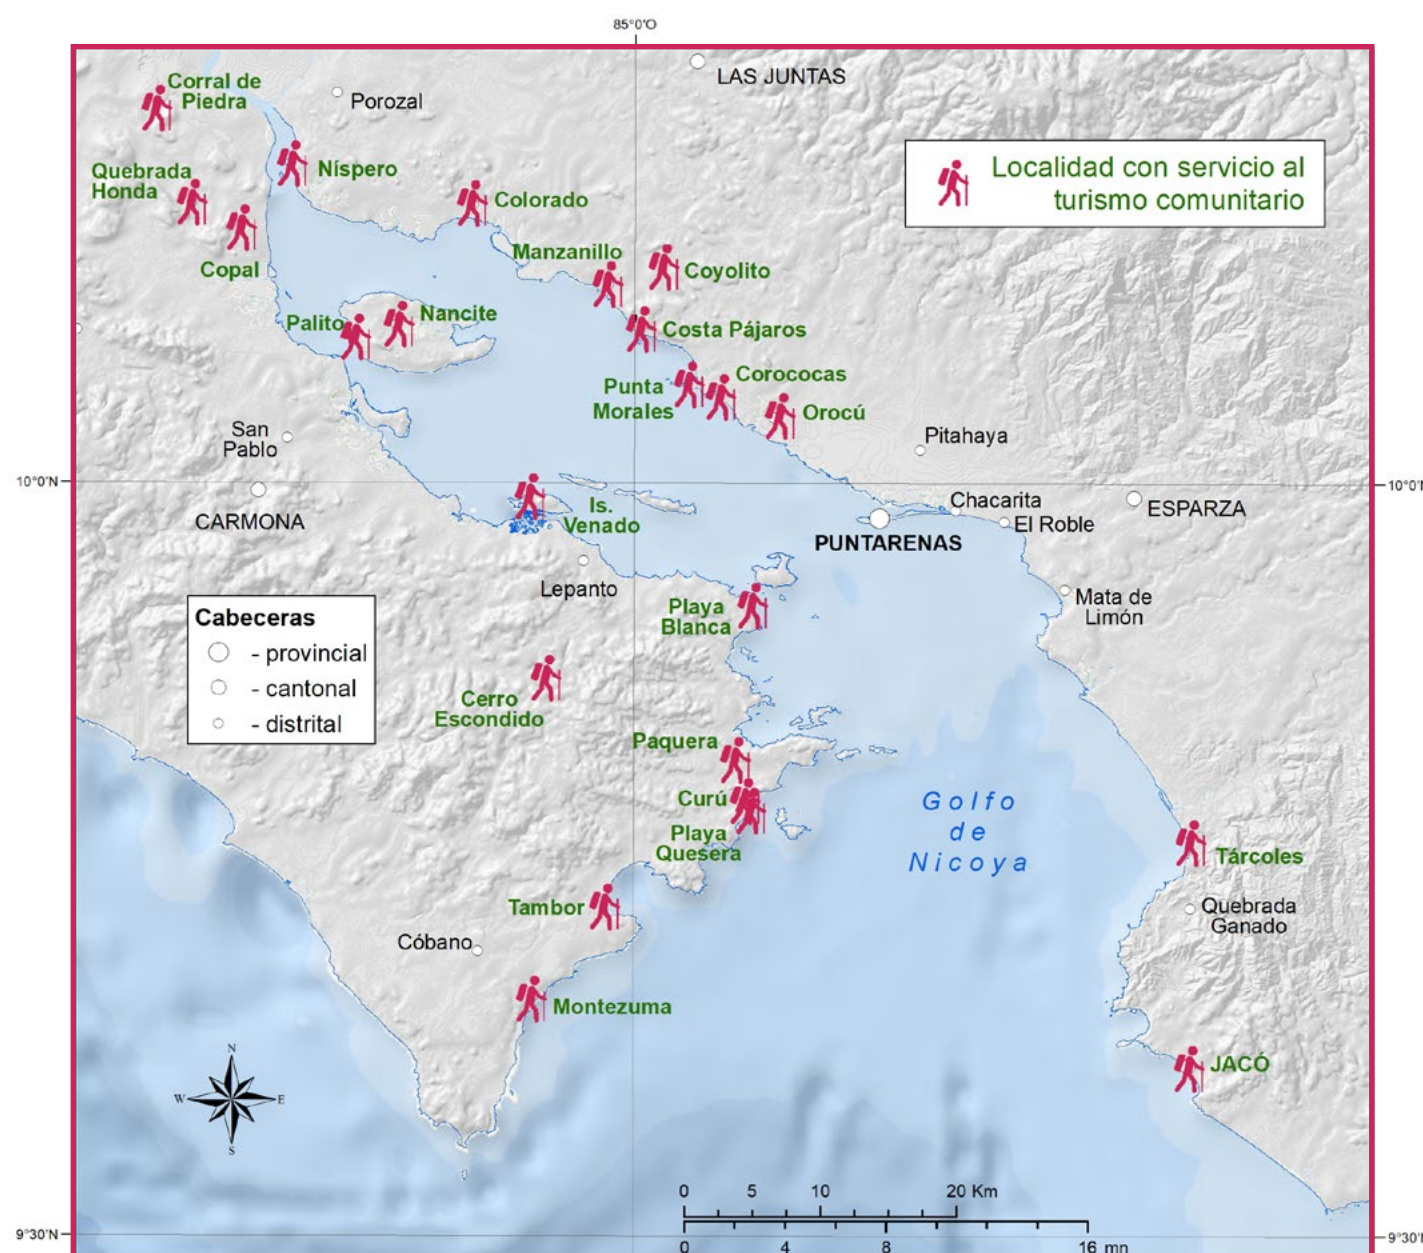 85°0'O
LAS JUNTAS
Corral de
Piedra
Porozal
Níspero
Quebrada
Honda
Localidad con servicio al
turismo comunitario
Colorado
Copal
Manzanillo
Coyolito
Palito
Nancite
Costa Pájaros
Punta
Morales
Corococas
Orocú
San
Pablo
Pitahaya
10°0'N
10°0'N
CARMONA
Is.
Venado
Chacarita
ESPARZA
El Roble
PUNTARENAS
Lepanto
Playa
Blanca
Mata de
Limón
Cabeceras
- provincial
- cantonal
- distrital
Cerro
Escondido
Paquera
Curú
Playa
Quesera
Golfo
de
Nicoya
Tárcoles
Quebrada
Ganado
Tambor
Cóbano
Montezuma
JACÓ
N
W
E
S
0 5 10 20 Km
0 4 8 16 mn
9°30'N
9°30'N